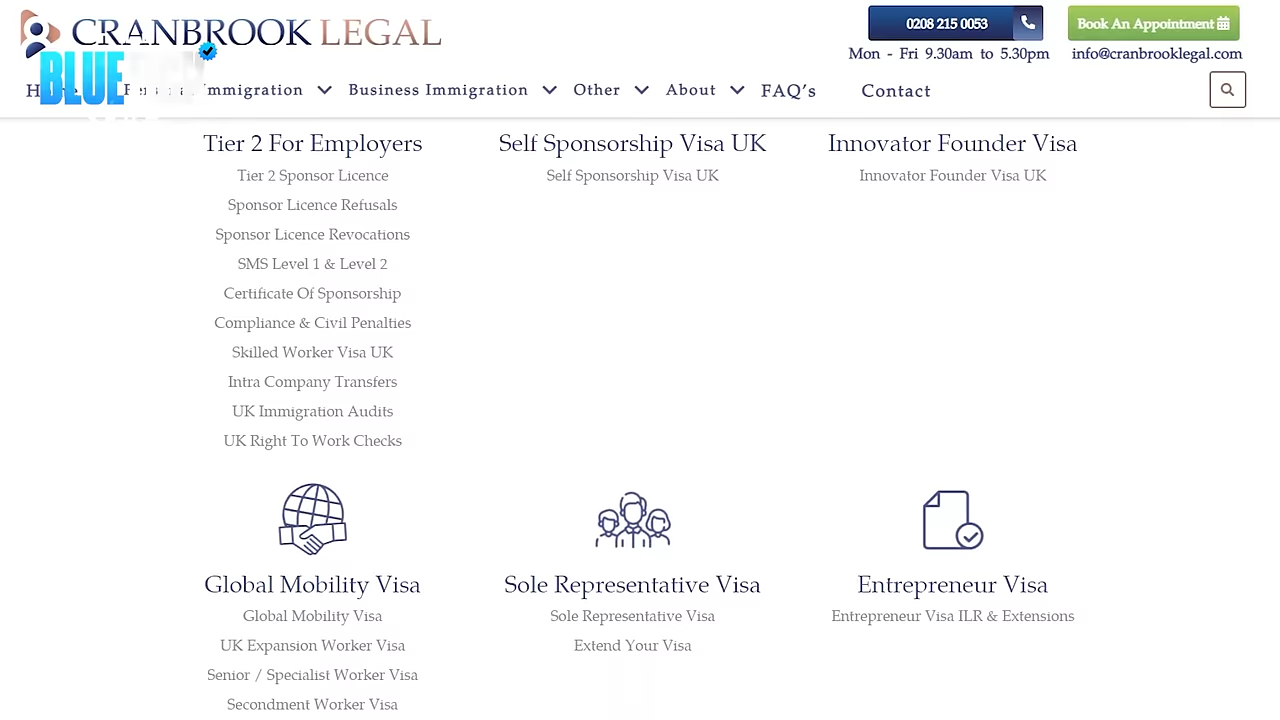 CRANBROOK LEGAL
0208 215 0053
Book An Appointment
Mon - Fri 9.30am to 5.30pm
info@cranbrooklegal.com
BLUE
Immigration
Business Immigration
Other
About
FAQ's
Contact
Tier 2 For Employers
Tier 2 Sponsor Licence
Sponsor Licence Refusals
Sponsor Licence Revocations
SMS Level 1 & Level 2
Certificate Of Sponsorship
Compliance & Civil Penalties
Skilled Worker Visa UK
Intra Company Transfers
UK Immigration Audits
UK Right To Work Checks
Self Sponsorship Visa UK
Self Sponsorship Visa UK
Innovator Founder Visa
Innovator Founder Visa UK
Global Mobility Visa
Global Mobility Visa
UK Expansion Worker Visa
Senior / Specialist Worker Visa
Secondment Worker Visa
Sole Representative Visa
Sole Representative Visa
Extend Your Visa
Entrepreneur Visa
Entrepreneur Visa ILR & Extensions